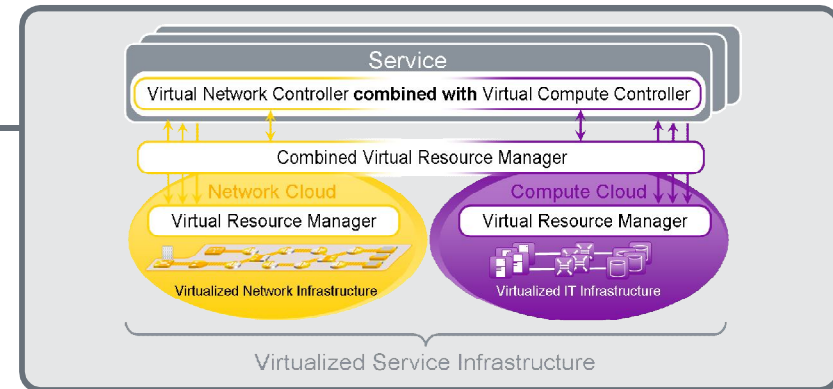 Service
Virtual Network Controller combined with Virtual Compute Controller
Combined Virtual Resource Manager
Network Cloud
Compute Cloud
Virtual Resource Manager
Virtual Resource Manager
Virtualized Network Infrastructure
Virtualized IT Infrastructure
Virtualized Service Infrastructure